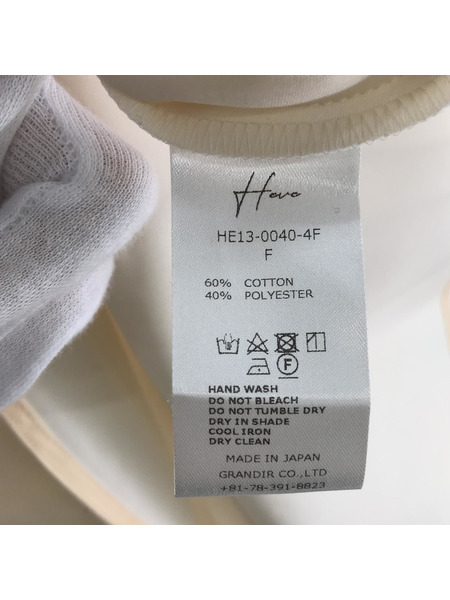 Heve
HE13-0040-4F
F
60% COTTON
40% POLYESTER
F
HAND WASH
DO NOT BLEACH
DO NOT TUMBLE DRY
DRY IN SHADE
COOL IRON
DRY CLEAN
MADE IN JAPAN
GRANDIR CO.,LTD
+81-78-391-8823